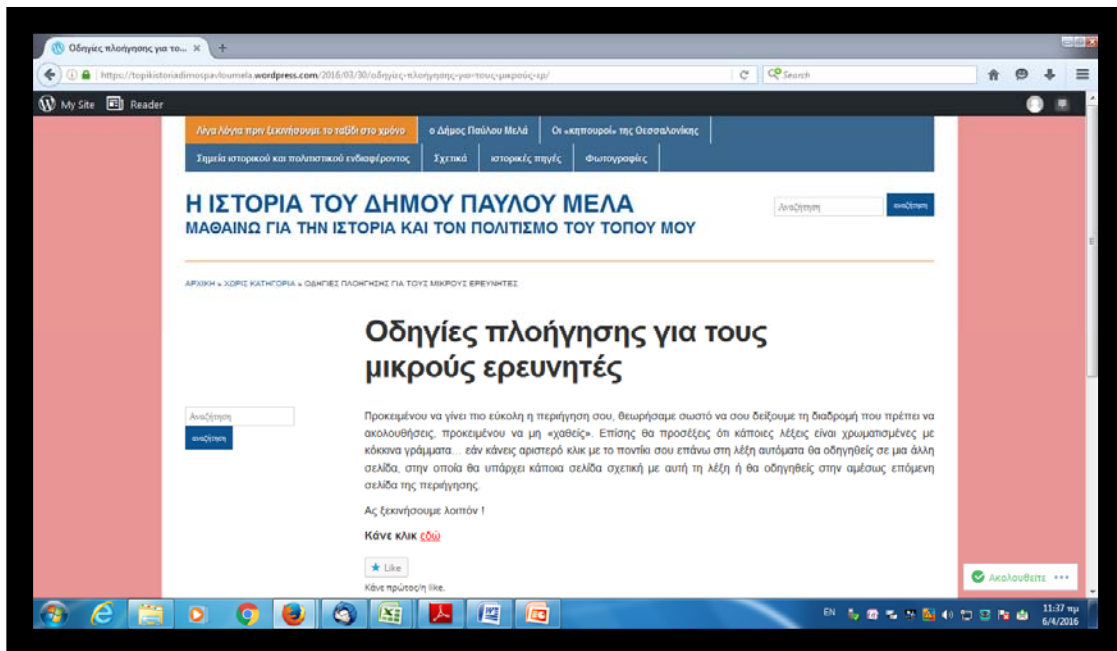 Οδηγίες πλοήγησης για το... × +
https://topikistoriadimospavloumela.wordpress.com/2016/03/30/οδηγίες-πλοήγησης-για-τους-μικρούς-ερ/ Search
My Site Reader
Λίγα λόγια πριν ξεκινήσουμε το ταξίδι στο χρόνο ο Δήμος Παύλου Μελά Οι «κηπουροί» της Θεσσαλονίκης
Σημεία ιστορικού και πολιτιστικού ενδιαφέροντος Σχετικά ιστορικές πηγές Φωτογραφίες
Η ΙΣΤΟΡΙΑ ΤΟΥ ΔΗΜΟΥ ΠΑΥΛΟΥ ΜΕΛΑ
ΜΑΘΑΙΝΩ ΓΙΑ ΤΗΝ ΙΣΤΟΡΙΑ ΚΑΙ ΤΟΝ ΠΟΛΙΤΙΣΜΟ ΤΟΥ ΤΟΠΟΥ ΜΟΥ
Αναζήτηση αναζήτηση
ΑΡΧΙΚΗ » ΧΩΡΙΣ ΚΑΤΗΓΟΡΙΑ » ΟΔΗΓΙΕΣ ΠΛΟΗΓΗΣΗΣ ΓΙΑ ΤΟΥΣ ΜΙΚΡΟΥΣ ΕΡΕΥΝΗΤΕΣ
Οδηγίες πλοήγησης για τους
μικρούς ερευνητές
Αναζήτηση
αναζήτηση
Προκειμένου να γίνει πιο εύκολη η περιήγηση σου, θεωρήσαμε σωστό να σου δείξουμε τη διαδρομή που πρέπει να
ακολουθήσεις, προκειμένου να μη «χαθείς». Επίσης θα προσέξεις ότι κάποιες λέξεις είναι χρωματισμένες με
κόκκινα γράμματα... εάν κάνεις αριστερό κλικ με το ποντίκι σου επάνω στη λέξη αυτόματα θα οδηγηθείς σε μια άλλη
σελίδα, στην οποία θα υπάρχει κάποια σελίδα σχετική με αυτή τη λέξη ή θα οδηγηθείς στην αμέσως επόμενη
σελίδα της περιήγησης.
Ας ξεκινήσουμε λοιπόν !
Κάνε κλικ εδώ
Like
Κάνε πρώτος/η like.
Ακολουθείτε •••
EN
11:37 πμ
6/4/2016